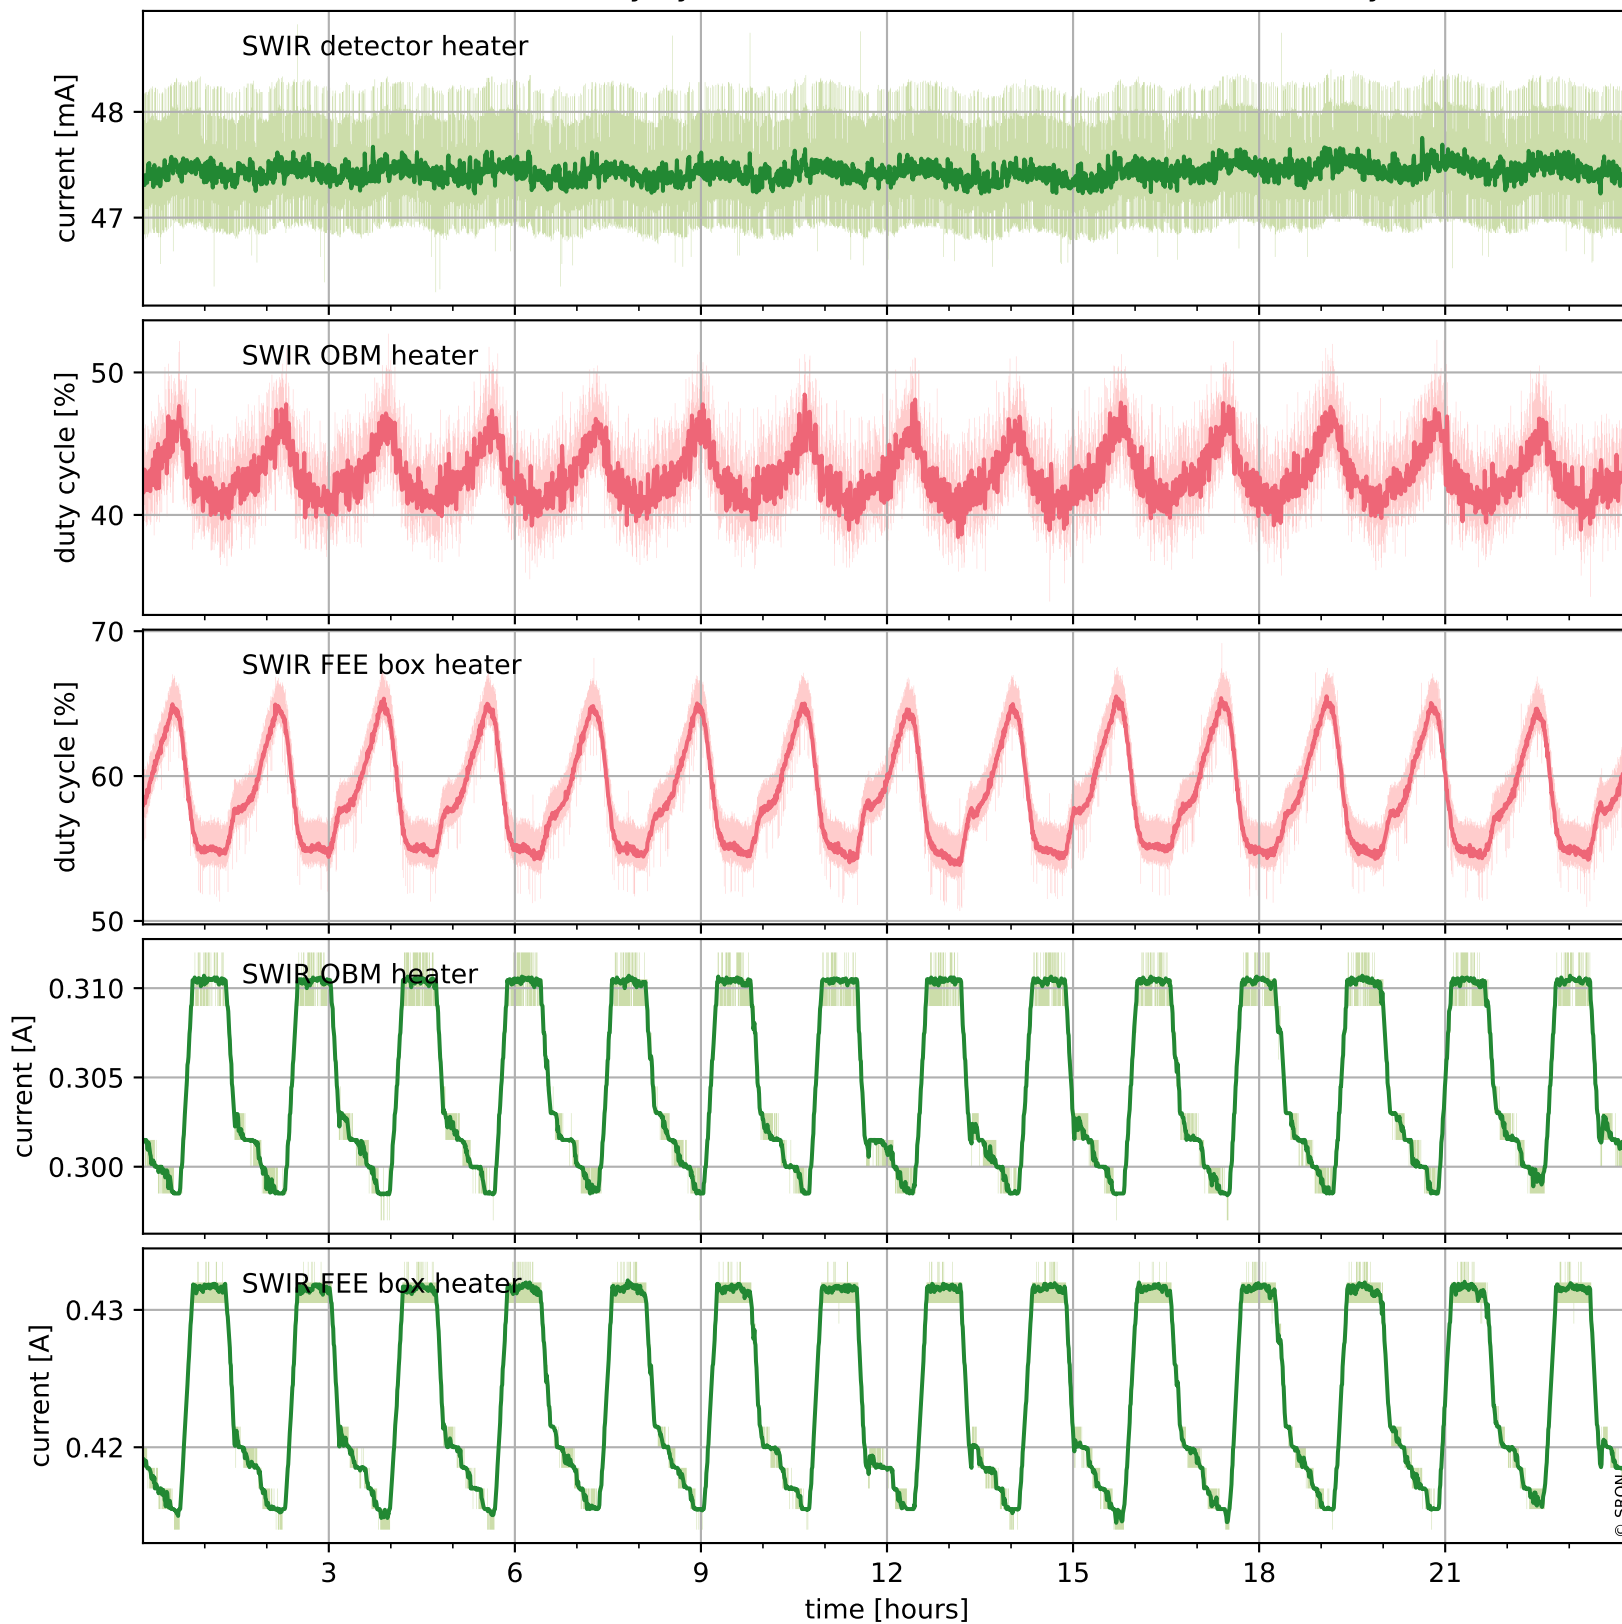 SWIR detector heater
current [mA]
48
47
SWIR OBM heater
duty cycle [%]
50
40
SWIR FEE box heater
duty cycle [%]
70
60
50
SWIR OBM heater
current [A]
0.310
0.305
0.300
SWIR FEE box heater
current [A]
0.43
0.42
© SRON
3 6 9 12 15 18 21
time [hours]